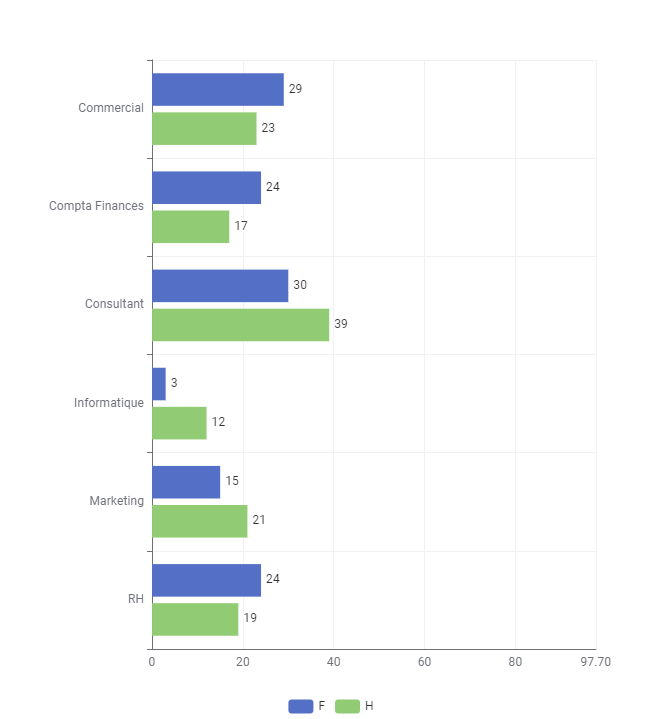 29
Commercial
23
24
Compta Finances
17
30
Consultant
39
3
Informatique
12
15
Marketing
21
24
RH
19
0 20 40 60 80 97.70
F H